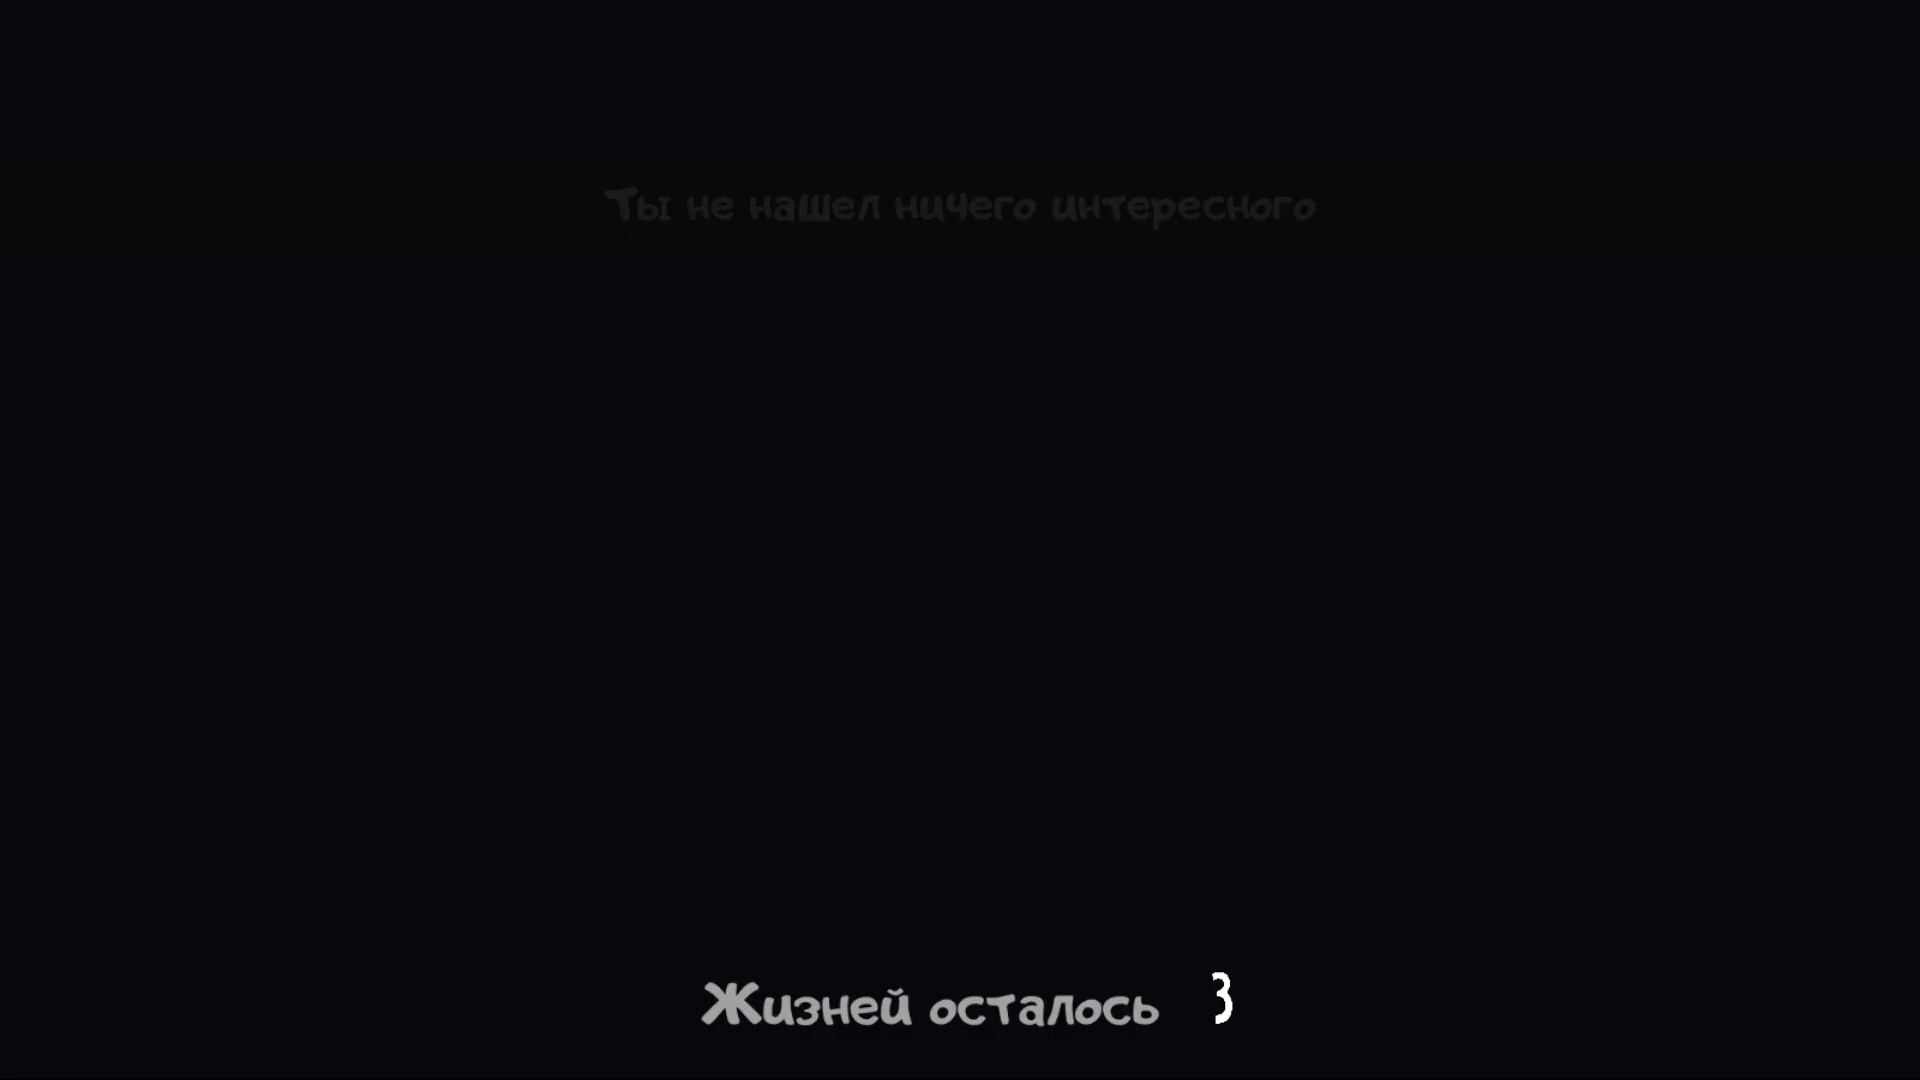 Ты не нашел ничего интересного
Жизней осталось 3